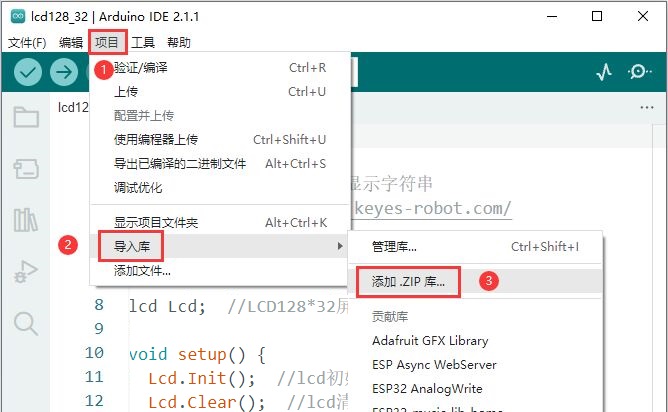 lcd128_32 | Arduino IDE 2.1.1
文件(F) 编辑 项目 工具 帮助
1
验证/编译 Ctrl+R
上传 Ctrl+U
配置并上传
lcd12
使用编程器上传 Ctrl+Shift+U
导出已编译的二进制文件 Alt+Ctrl+S
调试优化
显示字符串
keyes-robot.com/
显示项目文件夹 Alt+Ctrl+K
2 导入库
管理库... Ctrl+Shift+I
添加文件...
添加 .ZIP 库... 3
8 lcd Lcd; //LCD128*32屏
贡献库
9
Adafruit GFX Library
10 void setup() {
ESP Async WebServer
11 Lcd.Init(); //lcd初始
ESP32 AnalogWrite
12 Lcd.Clear(); //lcd清